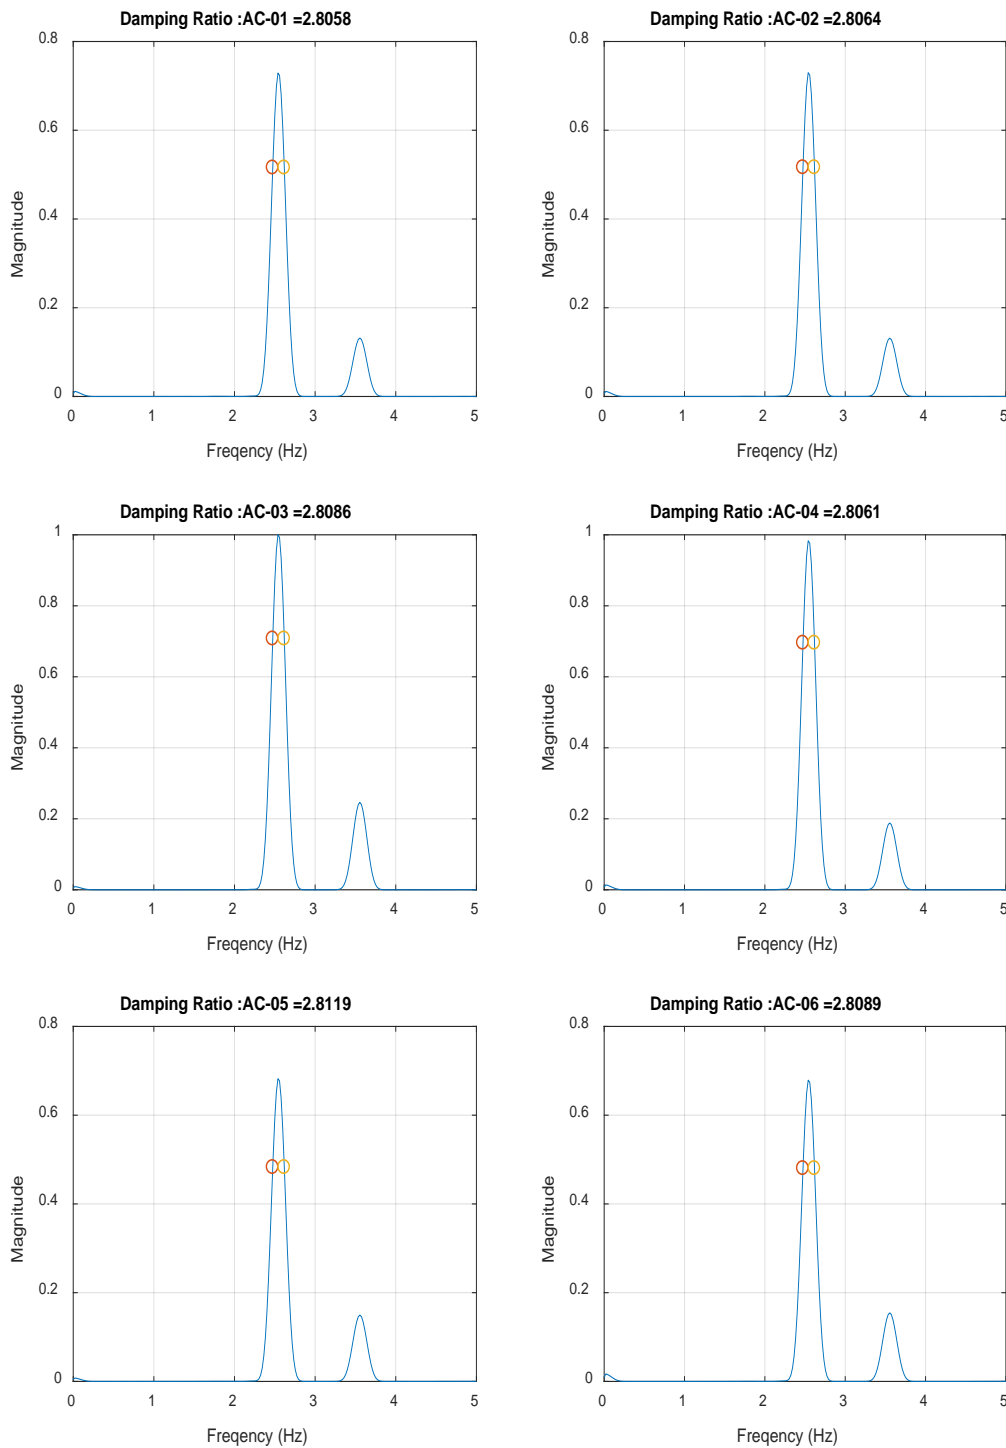 Damping Ratio :AC-01 =2.8058
0.8
0.6
0.4
0.2
0
Magnitude
0 1 2 3 4 5
Freqency (Hz)
Damping Ratio :AC-02 =2.8064
0.8
0.6
0.4
0.2
0
Magnitude
0 1 2 3 4 5
Freqency (Hz)
Damping Ratio :AC-03 =2.8086
1
0.8
0.6
0.4
0.2
0
Magnitude
0 1 2 3 4 5
Freqency (Hz)
Damping Ratio :AC-04 =2.8061
1
0.8
0.6
0.4
0.2
0
Magnitude
0 1 2 3 4 5
Freqency (Hz)
Damping Ratio :AC-05 =2.8119
0.8
0.6
0.4
0.2
0
Magnitude
0 1 2 3 4 5
Freqency (Hz)
Damping Ratio :AC-06 =2.8089
0.8
0.6
0.4
0.2
0
Magnitude
0 1 2 3 4 5
Freqency (Hz)